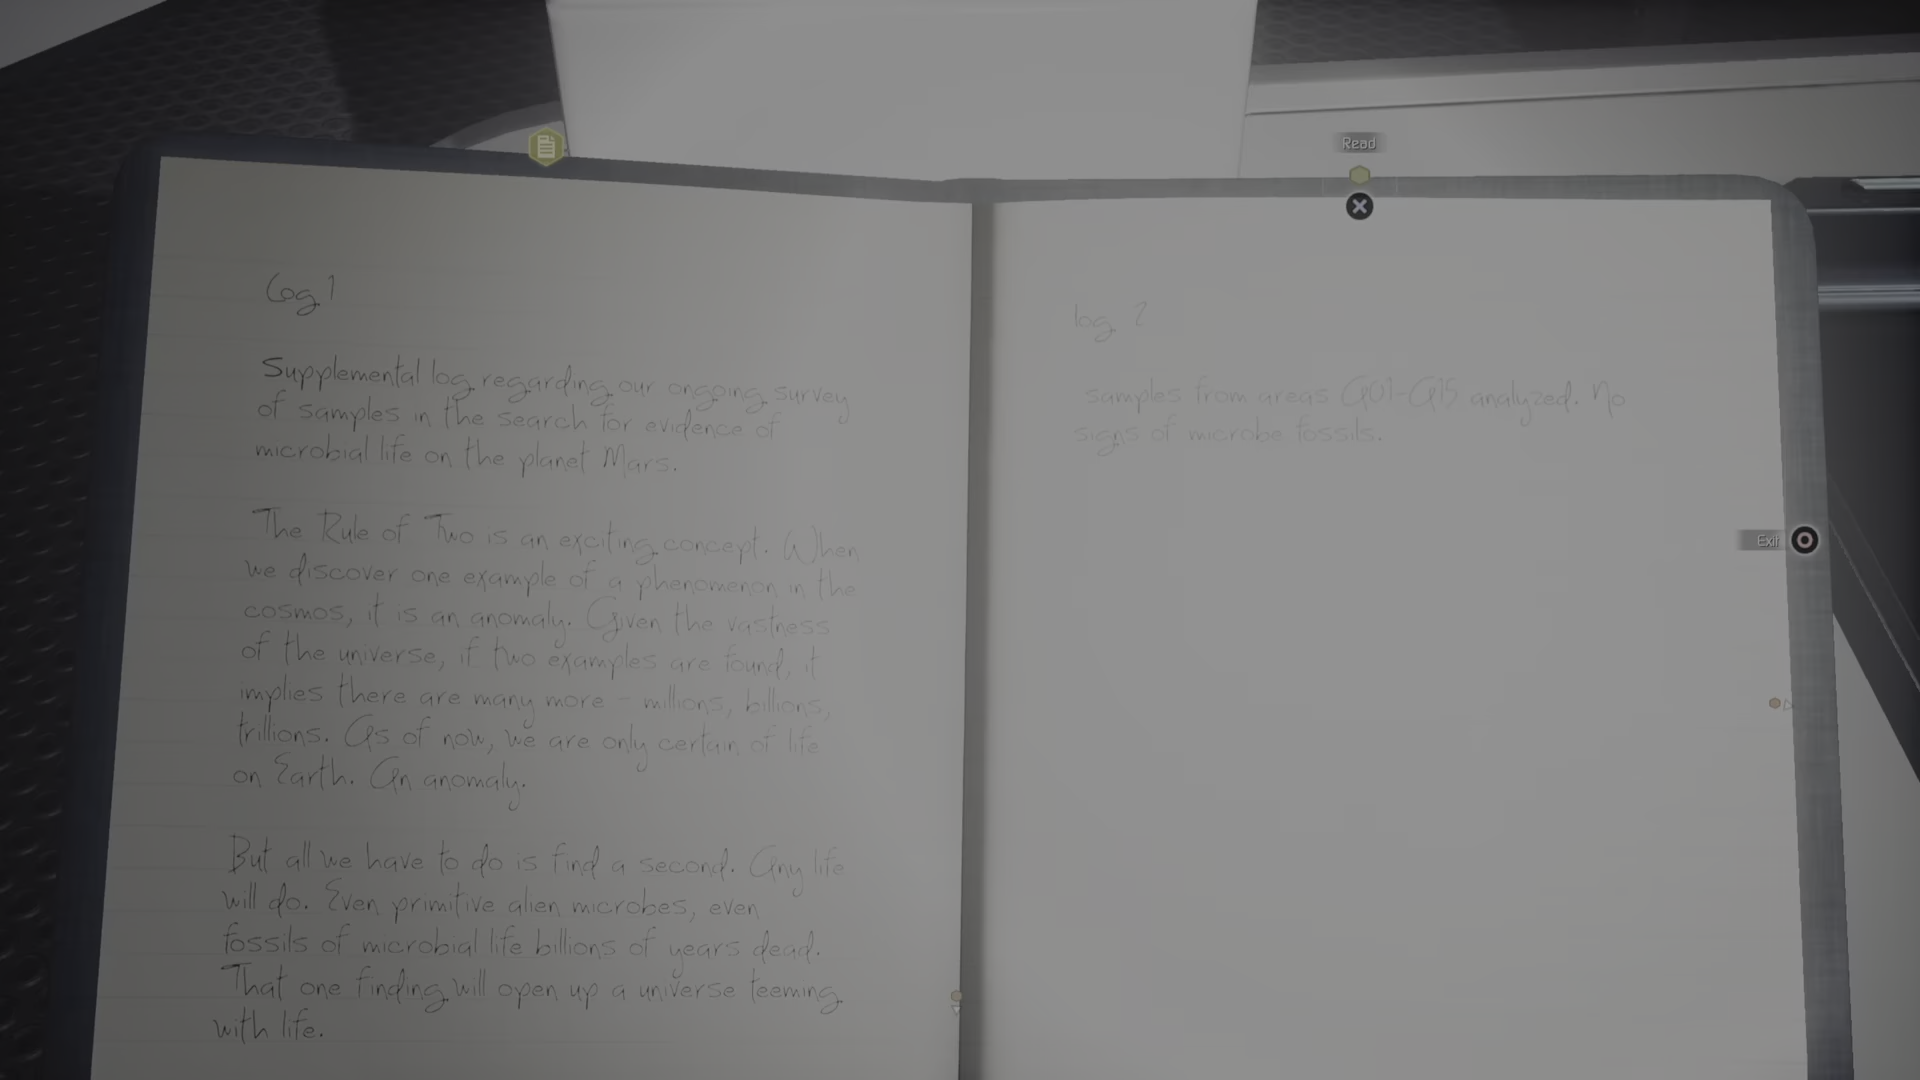 Read
Log 1
Supplemental log regarding our ongoing survey
of samples in the search for evidence of
microbial life on the planet Mars.
The Rule of Two is an exciting concept. When
we discover one example of a phenomenon in the
cosmos, it is an anomaly. Given the vastness
of the universe, if two examples are found, it
implies there are many more - millions, billions,
trillions. As of now, we are only certain of life
on Earth. An anomaly.
But all we have to do is find a second. Any life
will do. Even primitive alien microbes, even
fossils of microbial life billions of years dead.
That one finding will open up a universe teeming
with life.
log 2
samples from areas A01-A15 analyzed. No
signs of microbe fossils.
Exit